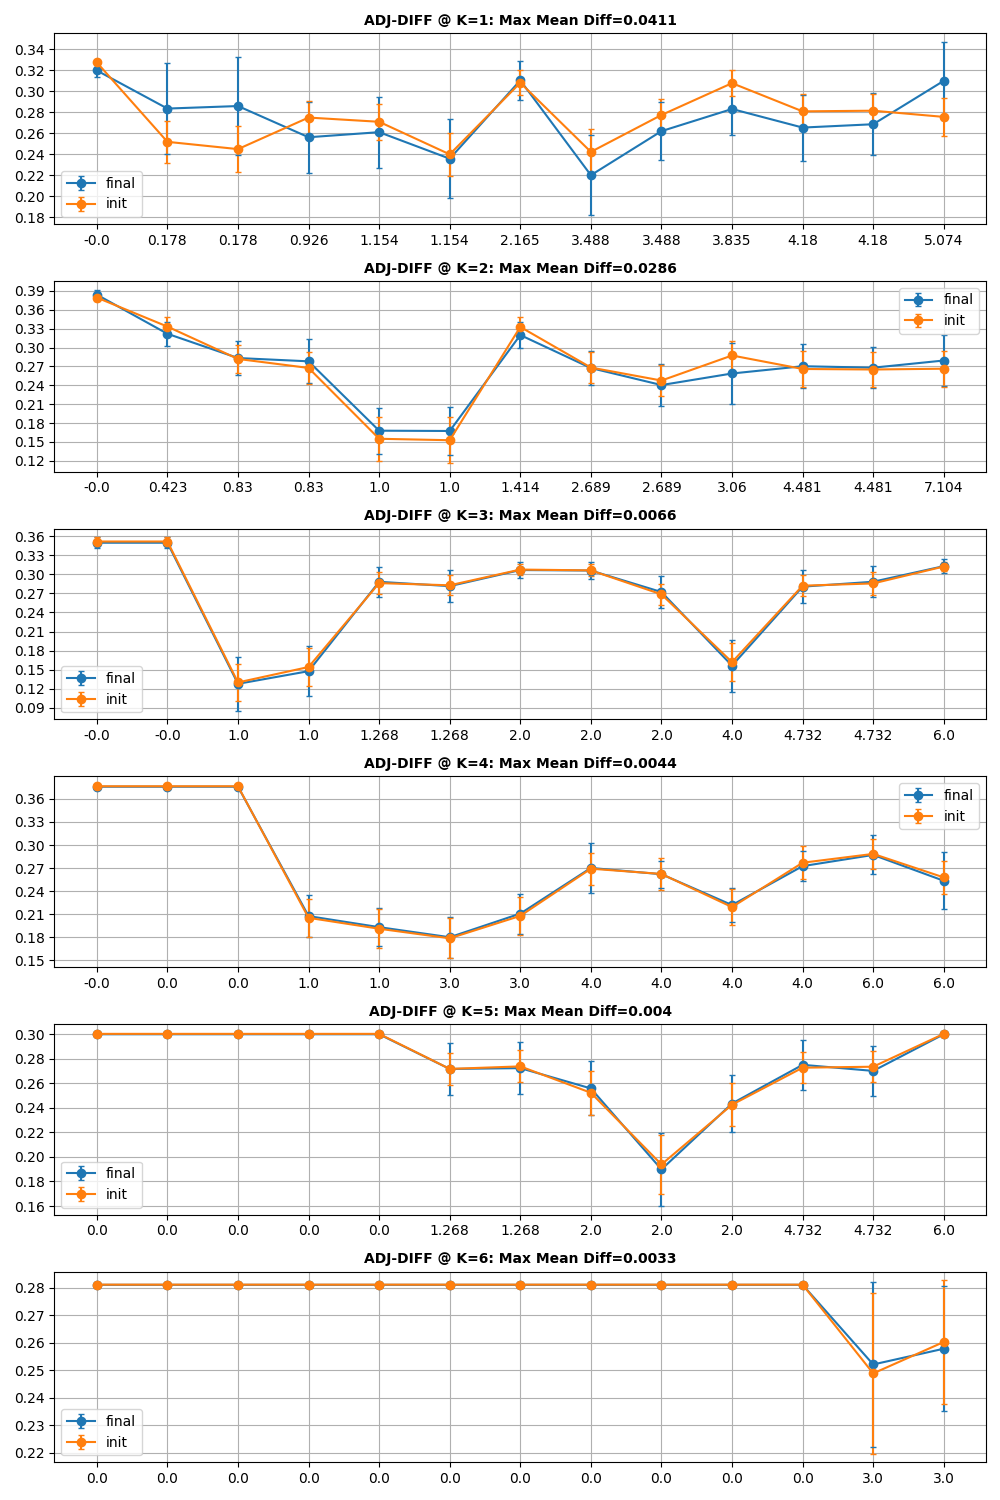 ADJ-DIFF @ K=1: Max Mean Diff=0.0411
0.34
0.32
0.30
0.28
0.26
0.24
0.22
0.20
0.18
final
init
-0.0 0.178 0.178 0.926 1.154 1.154 2.165 3.488 3.488 3.835 4.18 4.18 5.074
ADJ-DIFF @ K=2: Max Mean Diff=0.0286
0.39
0.36
0.33
0.30
0.27
0.24
0.21
0.18
0.15
0.12
final
init
-0.0 0.423 0.83 0.83 1.0 1.0 1.414 2.689 2.689 3.06 4.481 4.481 7.104
ADJ-DIFF @ K=3: Max Mean Diff=0.0066
0.36
0.33
0.30
0.27
0.24
0.21
0.18
0.15
0.12
0.09
final
init
-0.0 -0.0 1.0 1.0 1.268 1.268 2.0 2.0 2.0 4.0 4.732 4.732 6.0
ADJ-DIFF @ K=4: Max Mean Diff=0.0044
0.36
0.33
0.30
0.27
0.24
0.21
0.18
0.15
final
init
-0.0 0.0 0.0 1.0 1.0 3.0 3.0 4.0 4.0 4.0 4.0 6.0 6.0
ADJ-DIFF @ K=5: Max Mean Diff=0.004
0.30
0.28
0.26
0.24
0.22
0.20
0.18
0.16
final
init
0.0 0.0 0.0 0.0 0.0 1.268 1.268 2.0 2.0 2.0 4.732 4.732 6.0
ADJ-DIFF @ K=6: Max Mean Diff=0.0033
0.28
0.27
0.26
0.25
0.24
0.23
0.22
final
init
0.0 0.0 0.0 0.0 0.0 0.0 0.0 0.0 0.0 0.0 0.0 3.0 3.0